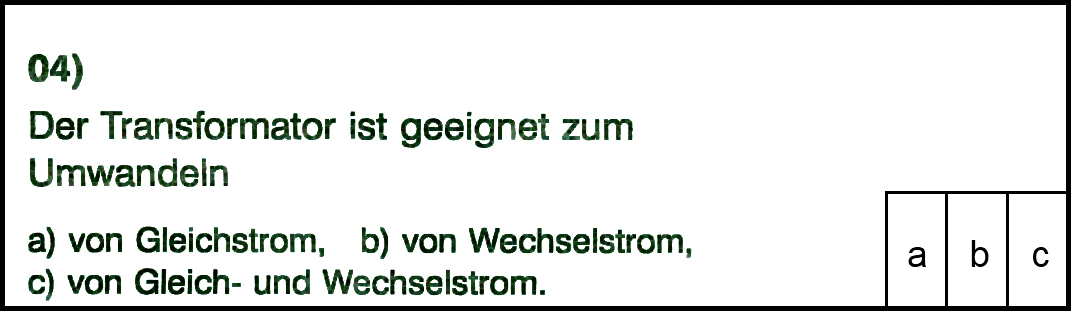 04)
Der Transformator ist geeignet zum
Umwandeln
a) von Gleichstrom, b) von Wechselstrom,
c) von Gleich- und Wechselstrom.
a b c